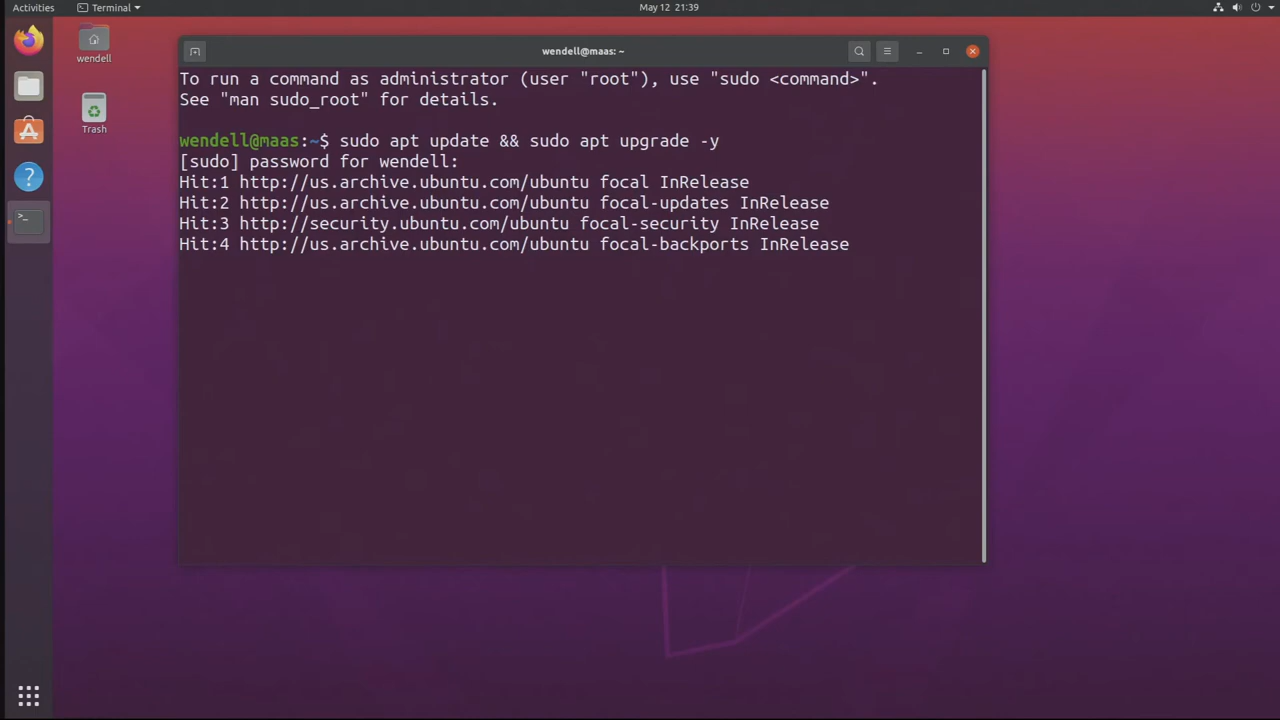 Activities
Terminal
May 12 21:39
wendell
Trash
wendell@maas: ~
To run a command as administrator (user "root"), use "sudo <command>".
See "man sudo_root" for details.
wendell@maas:~$ sudo apt update && sudo apt upgrade -y
[sudo] password for wendell:
Hit:1 http://us.archive.ubuntu.com/ubuntu focal InRelease
Hit:2 http://us.archive.ubuntu.com/ubuntu focal-updates InRelease
Hit:3 http://security.ubuntu.com/ubuntu focal-security InRelease
Hit:4 http://us.archive.ubuntu.com/ubuntu focal-backports InRelease